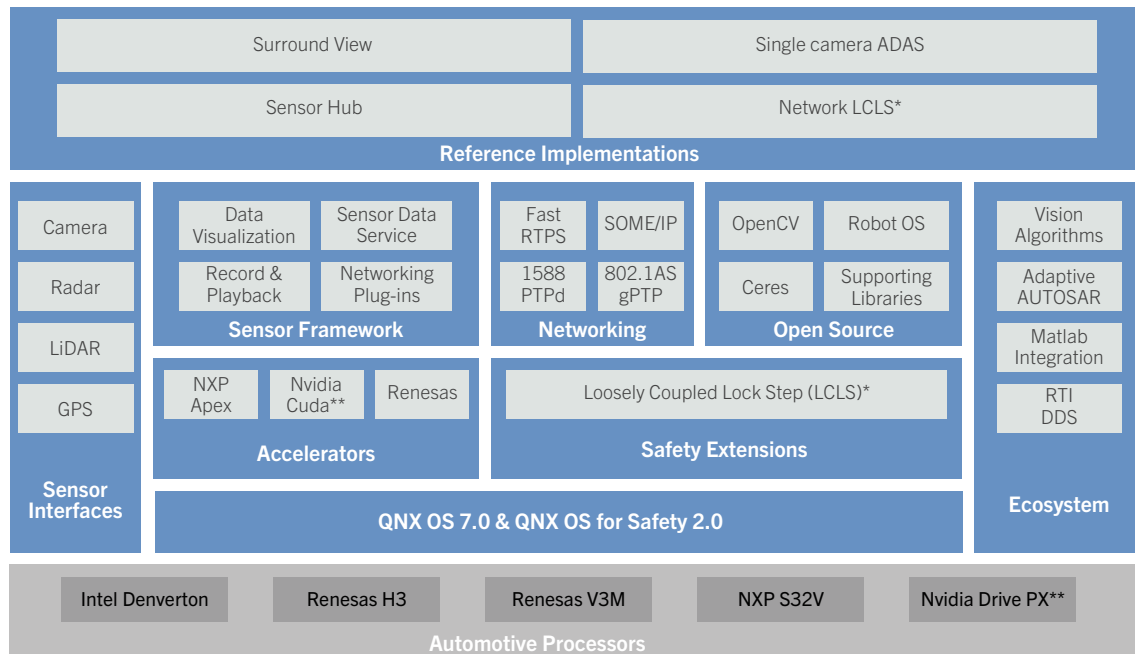 Surround View
Single camera ADAS
Sensor Hub
Network LCLS*
Reference Implementations
Camera
Radar
LiDAR
GPS
Sensor
Interfaces
Data
Visualization
Sensor Data
Service
Record &
Playback
Networking
Plug-ins
Sensor Framework
Fast
RTPS
SOME/IP
1588
PTPd
802.1AS
gPTP
Networking
OpenCV
Robot OS
Ceres
Supporting
Libraries
Open Source
NXP
Apex
Nvidia
Cuda**
Renesas
Accelerators
Loosely Coupled Lock Step (LCLS)*
Safety Extensions
QNX OS 7.0 & QNX OS for Safety 2.0
Vision
Algorithms
Adaptive
AUTOSAR
Matlab
Integration
RTI
DDS
Ecosystem
Intel Denverton
Renesas H3
Renesas V3M
NXP S32V
Nvidia Drive PX**
Automotive Processors